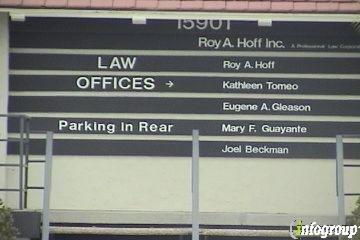 15901
Roy A. Hoff Inc. A Professional Law Corporation
LAW Roy A. Hoff
OFFICES → Kathleen Tomeo
Eugene A. Gleason
Parking In Rear Mary F. Guayante
Joel Beckman
infogroup